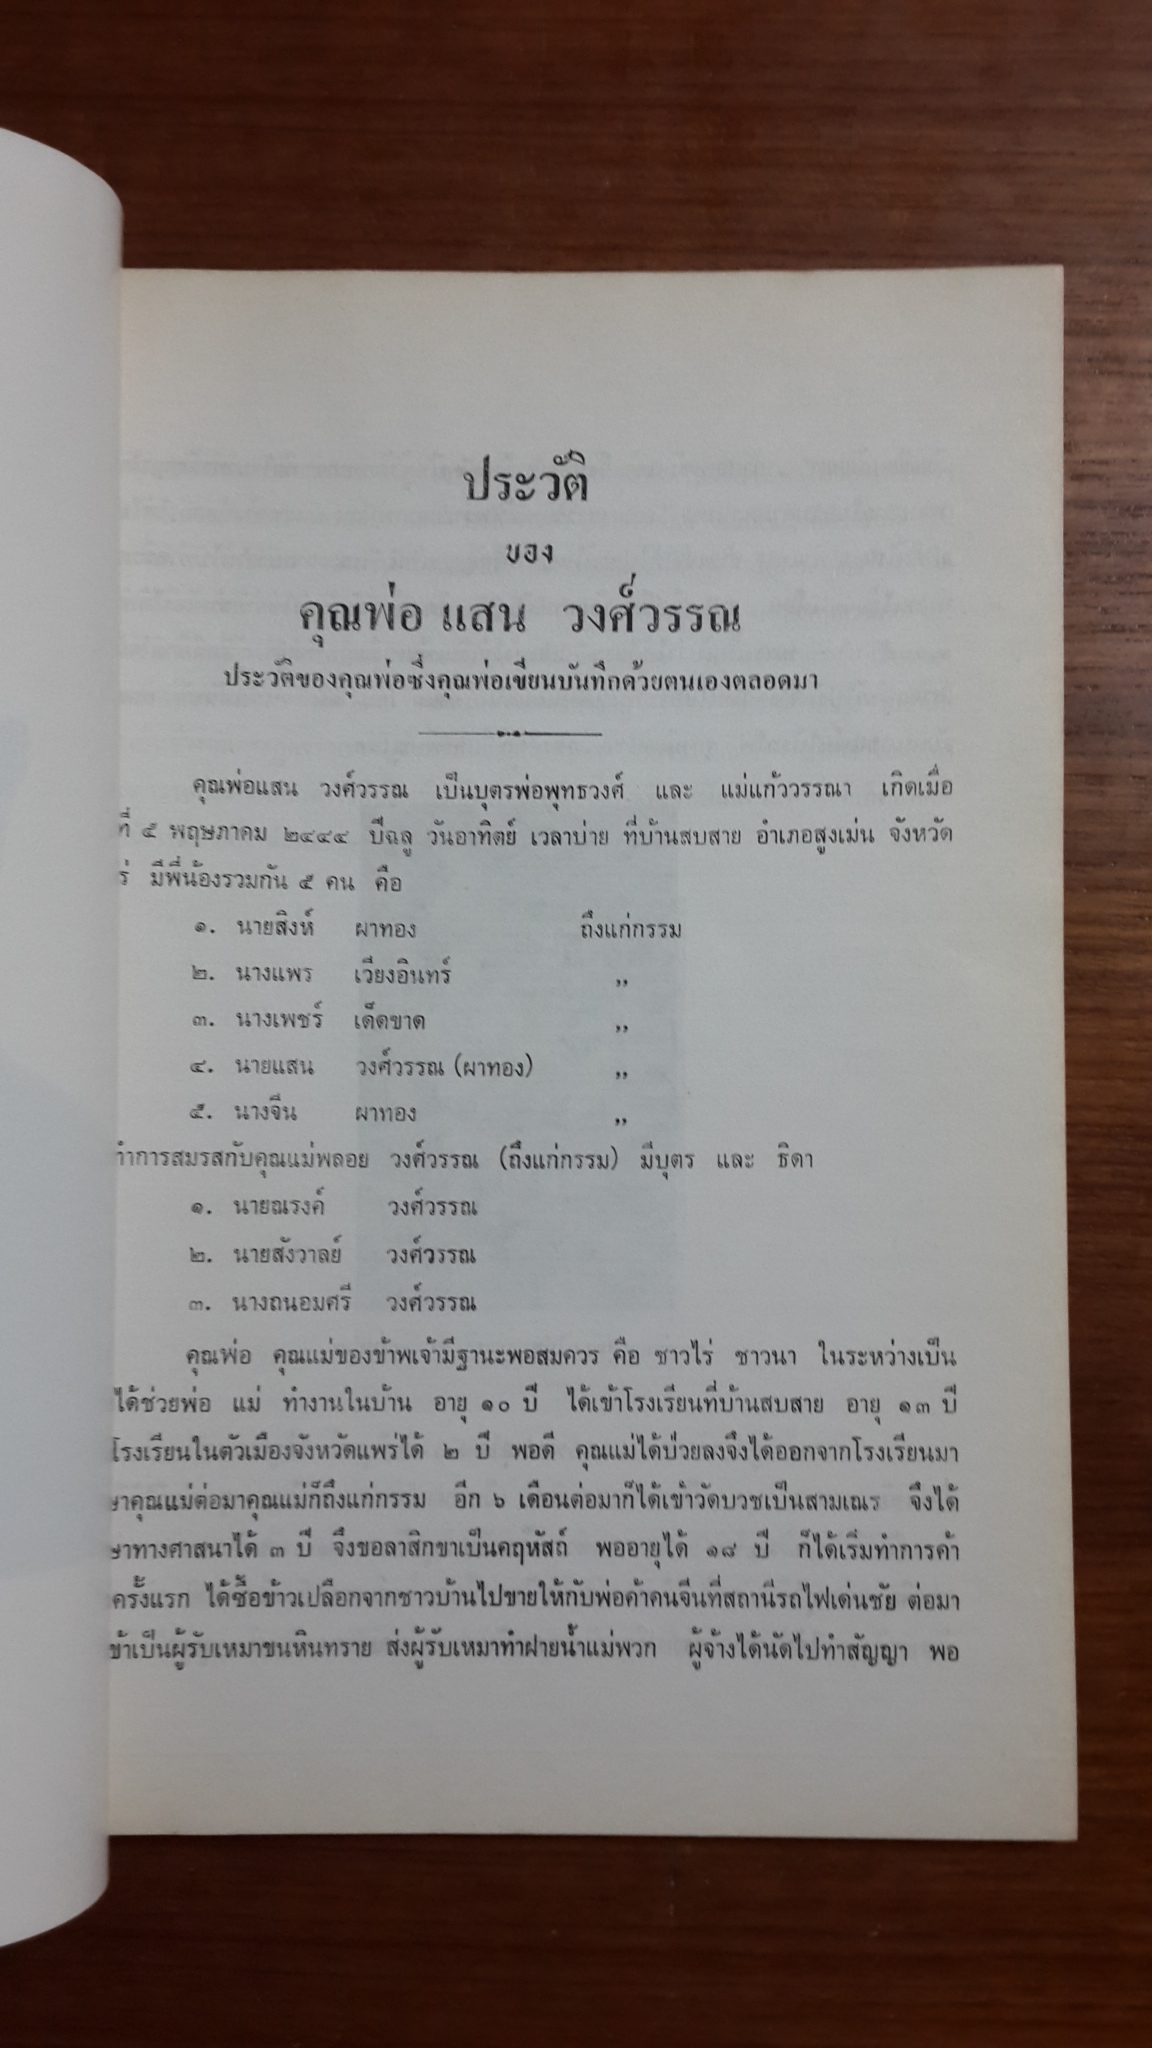 ประวัติ
ของ
คุณพ่อ แสน วงศ์วรรณ
ประวัติของคุณพ่อซึ่งคุณพ่อเขียนบันทึกด้วยตนเองตลอดมา
คุณพ่อแสน วงศ์วรรณ เป็นบุตรพ่อพุทธวงศ์ และ แม่แก้ววรรณา เกิดเมื่อ
ที่ ๕ พฤษภาคม ๒๔๔๔ ปีฉลู วันอาทิตย์ เวลาบ่าย ที่บ้านสบสาย อำเภอสูงเม่น จังหวัด
ร่ มีพี่น้องรวมกัน ๕ คน คือ
๑. นายสิงห์ ผาทอง ถึงแก่กรรม
๒. นางแพร เวียงอินทร์ ,,
๓. นางเพชร์ เด็ดขาด ,,
๔. นายแสน วงศ์วรรณ (ผาทอง) ,,
๕. นางจีน ผาทอง ,,
ทำการสมรสกับคุณแม่พลอย วงศ์วรรณ (ถึงแก่กรรม) มีบุตร และ ธิดา
๑. นายณรงค์ วงศ์วรรณ
๒. นายสังวาลย์ วงศ์วรรณ
๓. นางถนอมศรี วงศ์วรรณ
คุณพ่อ คุณแม่ของข้าพเจ้ามีฐานะพอสมควร คือ ชาวไร่ ชาวนา ในระหว่างเป็น
ได้ช่วยพ่อ แม่ ทำงานในบ้าน อายุ ๑๐ ปี ได้เข้าโรงเรียนที่บ้านสบสาย อายุ ๑๓ ปี
โรงเรียนในตัวเมืองจังหวัดแพร่ได้ ๒ ปี พอดี คุณแม่ได้ป่วยลงจึงได้ออกจากโรงเรียนมา
ษาคุณแม่ต่อมาคุณแม่ก็ถึงแก่กรรม อีก ๖ เดือนต่อมาก็ได้เข้าวัดบวชเป็นสามเณร จึงได้
ษาทางศาสนาได้ ๓ ปี จึงขอลาสิกขาเป็นคฤหัสถ์ พออายุได้ ๑๘ ปี ก็ได้เริ่มทำการค้า
ครั้งแรก ได้ซื้อข้าวเปลือกจากชาวบ้านไปขายให้กับพ่อค้าคนจีนที่สถานีรถไฟเด่นชัย ต่อมา
ข้าเป็นผู้รับเหมาขนหินทราย ส่งผู้รับเหมาทำฝายน้ำแม่พวก ผู้จ้างได้นัดไปทำสัญญา พอ